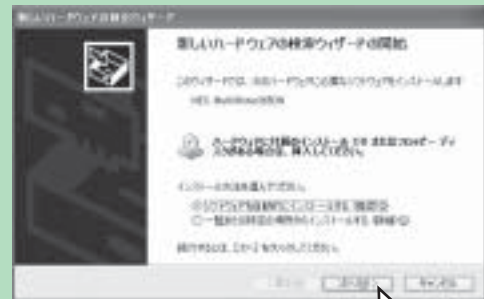 新しいハードウェアの検索ウィザード
新しいハードウェアの検索ウィザードの開始
このウィザードでは、次のハードウェアに必要なソフトウェアをインストールします:
ハードウェアに付属のインストール CD またはフロッピー ディ
スクがある場合は、挿入してください。
インストール方法を選んでください。
ソフトウェアを自動的にインストールする (推奨)(I)
一覧または特定の場所からインストールする (詳細)(S)
続行するには、[次へ] をクリックしてください。
キャンセル